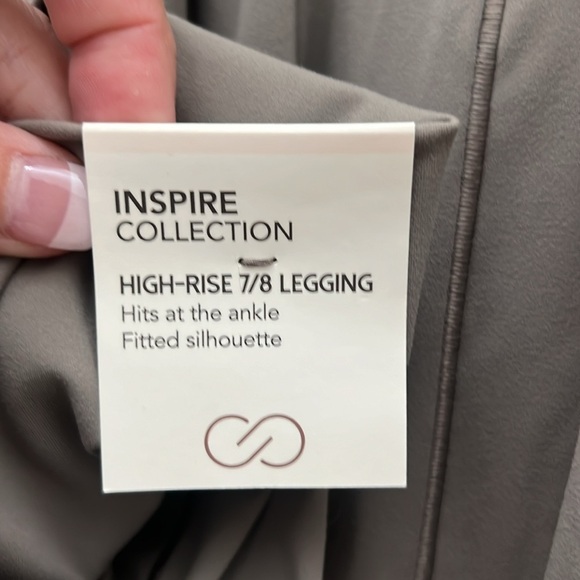 INSPIRE
COLLECTION
HIGH-RISE 7/8 LEGGING
Hits at the ankle
Fitted silhouette